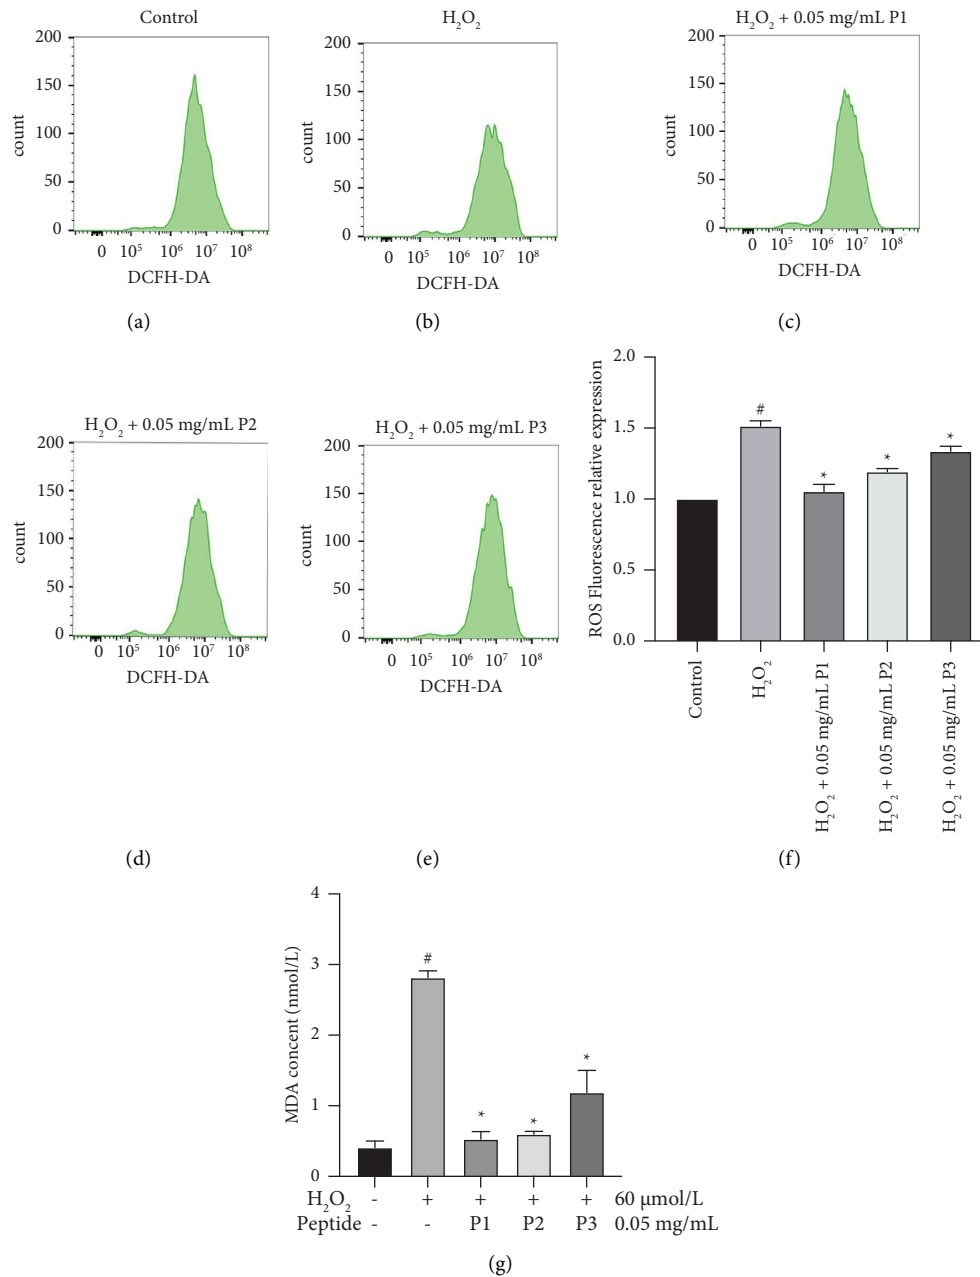 Control
200
150
100
50
0
count
0 10⁵ 10⁶ 10⁷ 10⁸
DCFH-DA
(a)
H₂O₂
200
150
100
50
0
count
0 10⁵ 10⁶ 10⁷ 10⁸
DCFH-DA
(b)
H₂O₂ + 0.05 mg/mL P1
200
150
100
50
0
count
0 10⁵ 10⁶ 10⁷ 10⁸
DCFH-DA
(c)
H₂O₂ + 0.05 mg/mL P2
200
150
100
50
0
count
0 10⁵ 10⁶ 10⁷ 10⁸
DCFH-DA
(d)
H₂O₂ + 0.05 mg/mL P3
200
150
100
50
0
count
0 10⁵ 10⁶ 10⁷ 10⁸
DCFH-DA
(e)
2.0
1.5
1.0
0.5
0.0
ROS Fluorescence relative expression
#
*
*
*
Control
H₂O₂
H₂O₂ + 0.05 mg/mL P1
H₂O₂ + 0.05 mg/mL P2
H₂O₂ + 0.05 mg/mL P3
(f)
4
3
2
1
0
MDA concent (nmol/L)
#
*
*
*
H₂O₂ - + + + + 60 μmol/L
Peptide - - P1 P2 P3 0.05 mg/mL
(g)